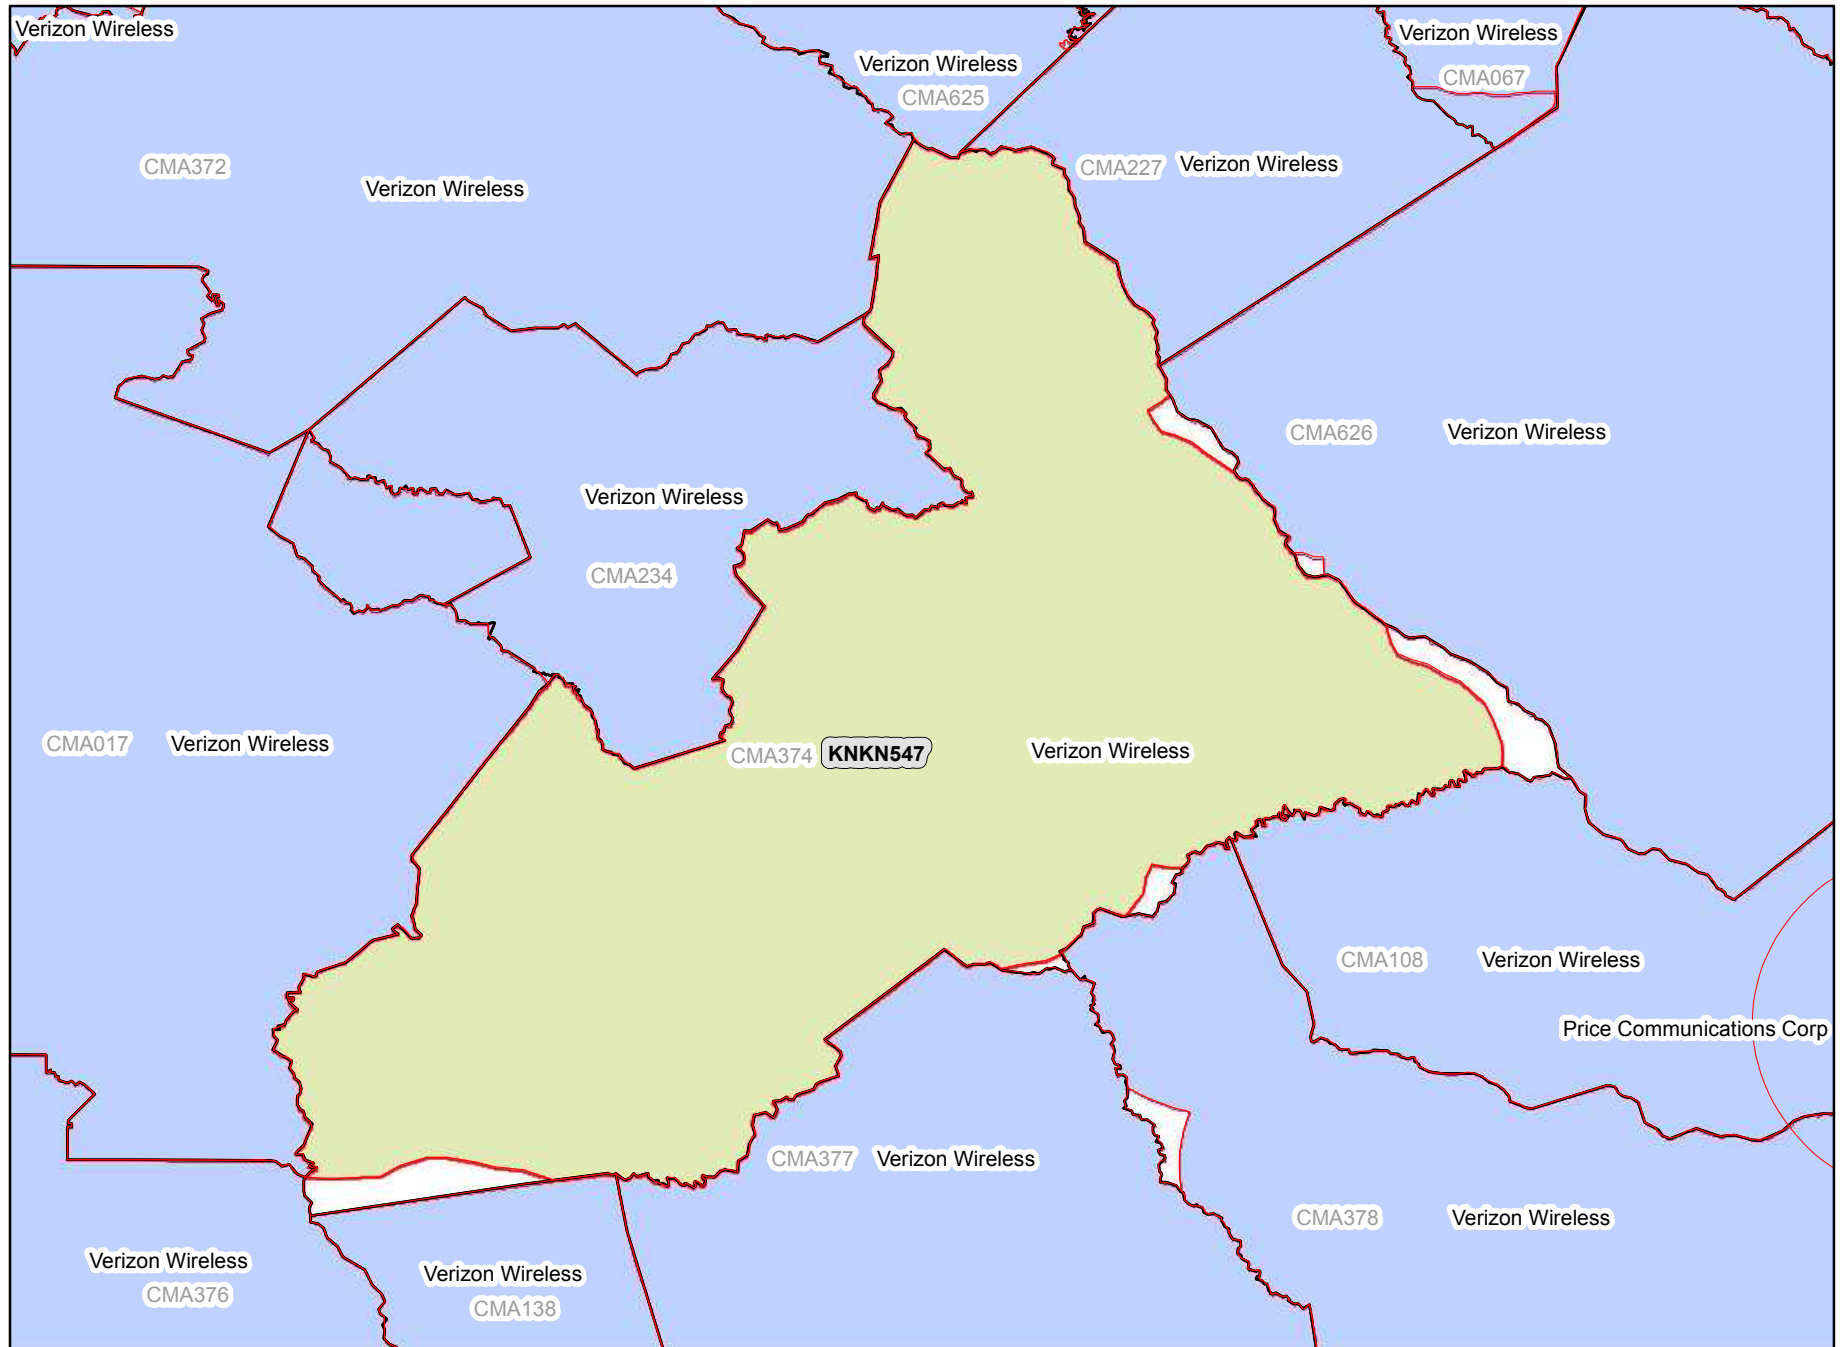 Verizon Wireless
Verizon Wireless
CMA067
Verizon Wireless
CMA625
CMA372
Verizon Wireless
CMA227 Verizon Wireless
CMA626 Verizon Wireless
Verizon Wireless
CMA234
CMA017 Verizon Wireless
CMA374 KNKN547 Verizon Wireless
CMA108 Verizon Wireless
Price Communications Corp
CMA377 Verizon Wireless
CMA378 Verizon Wireless
Verizon Wireless
CMA376
Verizon Wireless
CMA138